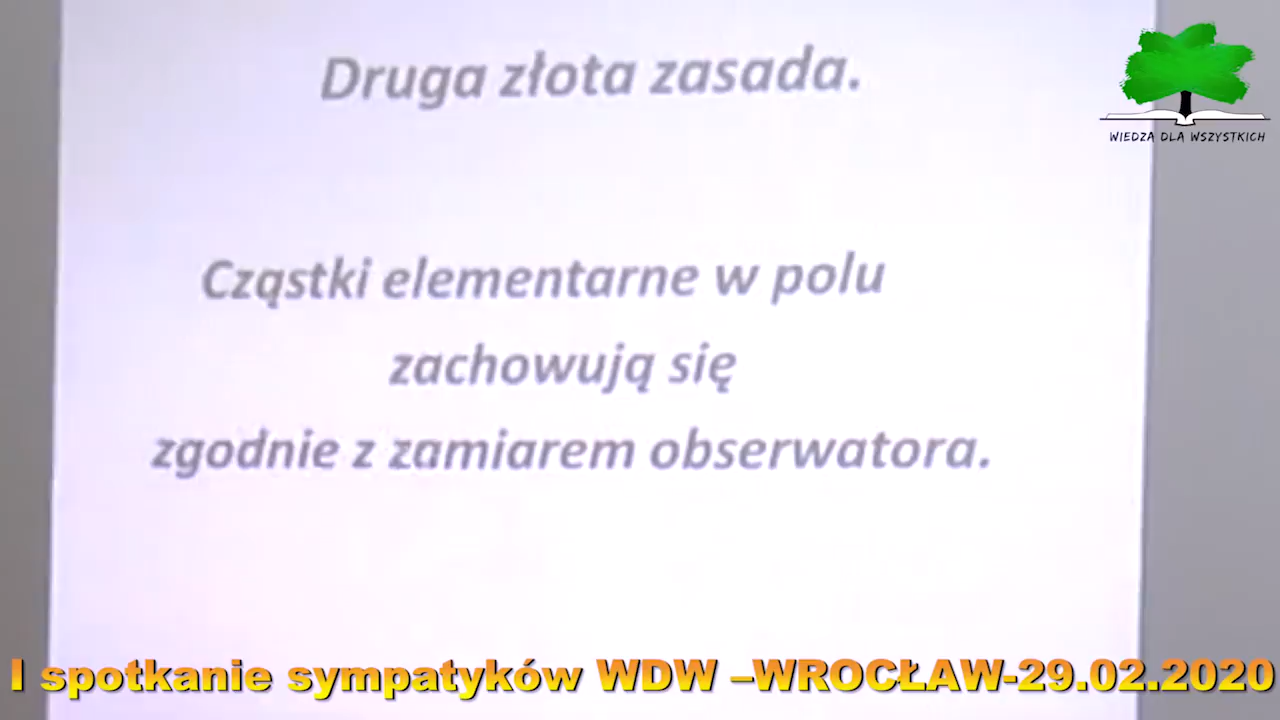 Druga złota zasada.
WIEDZA DLA WSZYSTKICH
Cząstki elementarne w polu
zachowują się
zgodnie z zamiarem obserwatora.
I spotkanie sympatyków WDW –WROCŁAW-29.02.2020